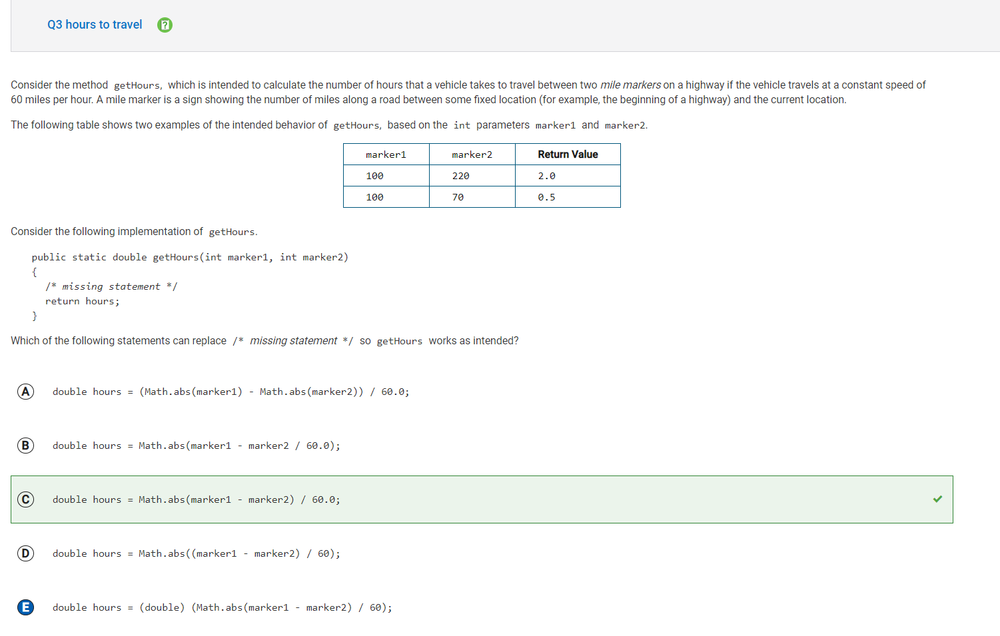 Q3 hours to travel
Consider the method getHours, which is intended to calculate the number of hours that a vehicle takes to travel between two mile markers on a highway if the vehicle travels at a constant speed of
60 miles per hour. A mile marker is a sign showing the number of miles along a road between some fixed location (for example, the beginning of a highway) and the current location.
The following table shows two examples of the intended behavior of getHours, based on the int parameters marker1 and marker2.
marker1 marker2 Return Value
100 220 2.0
100 70 0.5
Consider the following implementation of getHours.
public static double getHours(int marker1, int marker2)
{
/* missing statement */
return hours;
}
Which of the following statements can replace /* missing statement */ so getHours works as intended?
A double hours = (Math.abs(marker1) - Math.abs(marker2)) / 60.0;
B double hours = Math.abs(marker1 - marker2 / 60.0);
C double hours = Math.abs(marker1 - marker2) / 60.0;
D double hours = Math.abs((marker1 - marker2) / 60);
E double hours = (double) (Math.abs(marker1 - marker2) / 60);